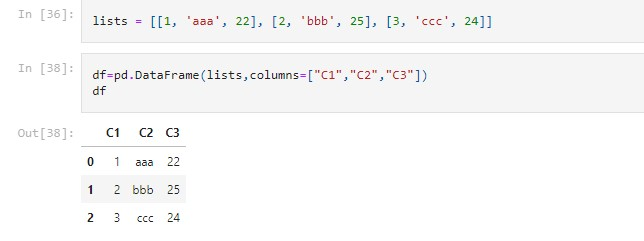 In [36]: lists = [[1, 'aaa', 22], [2, 'bbb', 25], [3, 'ccc', 24]]
In [38]: df=pd.DataFrame(lists,columns=["C1","C2","C3"])
df
Out[38]: C1 C2 C3
0 1 aaa 22
1 2 bbb 25
2 3 ccc 24